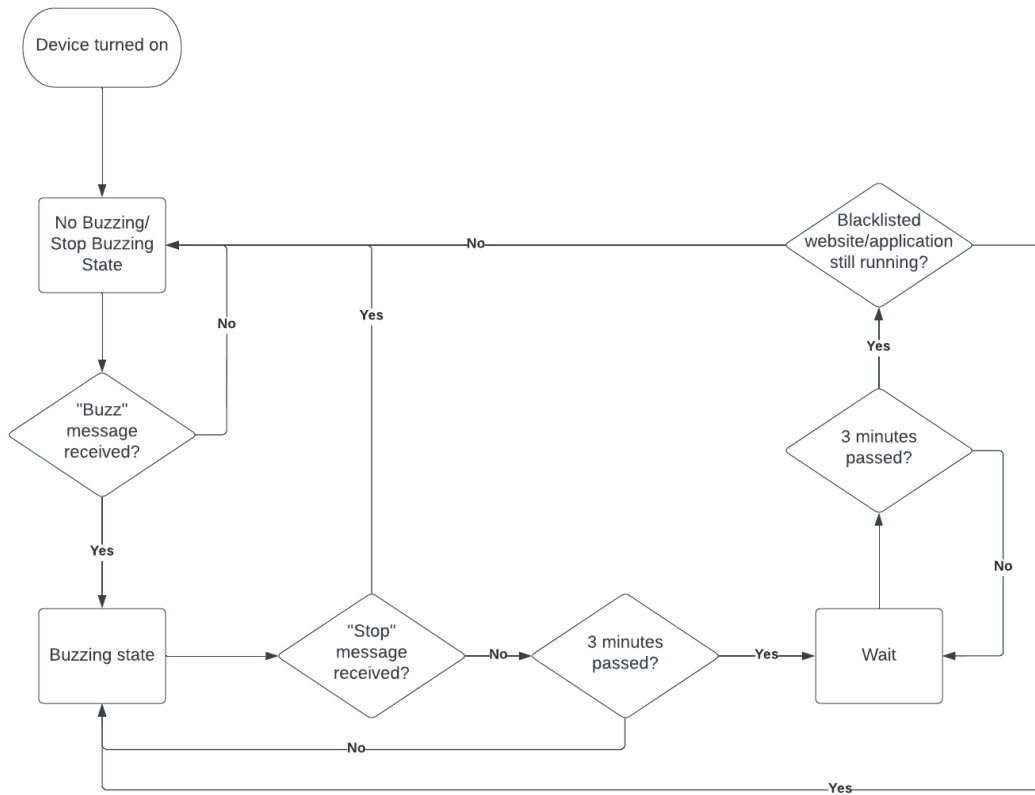 Device turned on
No Buzzing/
Stop Buzzing
State
No
Yes
No
Blacklisted
website/application
still running?
Yes
"Buzz"
message
received?
3 minutes
passed?
Yes
No
Buzzing state
"Stop"
message
received?
No
3 minutes
passed?
Yes
Wait
No
Yes